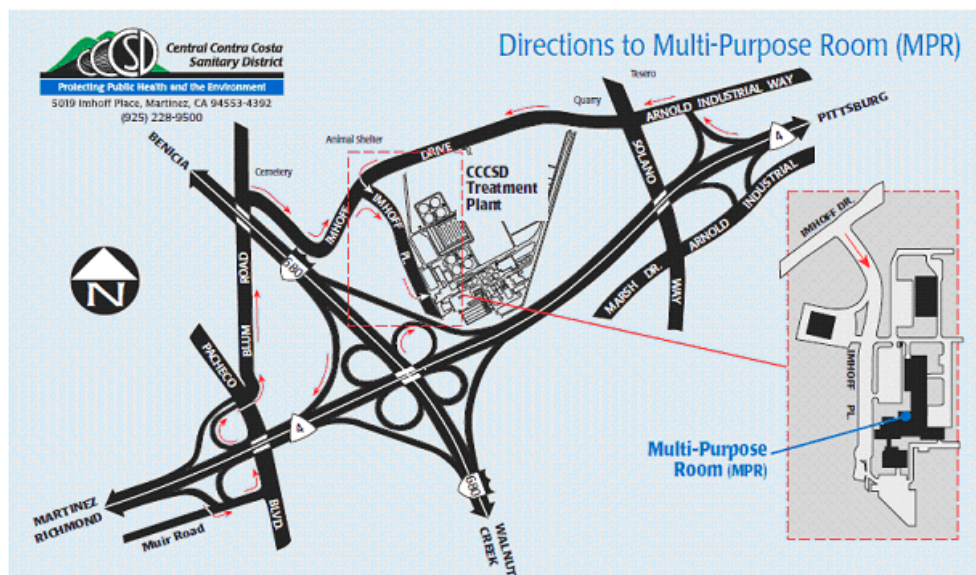 CCCSD
Central Contra Costa
Sanitary District
Protecting Public Health and the Environment
5019 Imhoff Place, Martinez, CA 94553-4392
(925) 228-9500
Directions to Multi-Purpose Room (MPR)
Tesero
Quarry
ARNOLD INDUSTRIAL WAY
PITTSBURG
4
BENICIA
Cemetery
Animal Shelter
DRIVE
IMHOFF
IMHOFF
PL.
CCCSD
Treatment
Plant
SOLANO
WAY
MARSH DR.
ARNOLD
INDUSTRIAL
N
680
ROAD
BLUM
PACHECO
BLVD.
4
MARTINEZ
RICHMOND
Muir Road
680
WALNUT
CREEK
IMHOFF DR.
IMHOFF PL.
Multi-Purpose
Room (MPR)